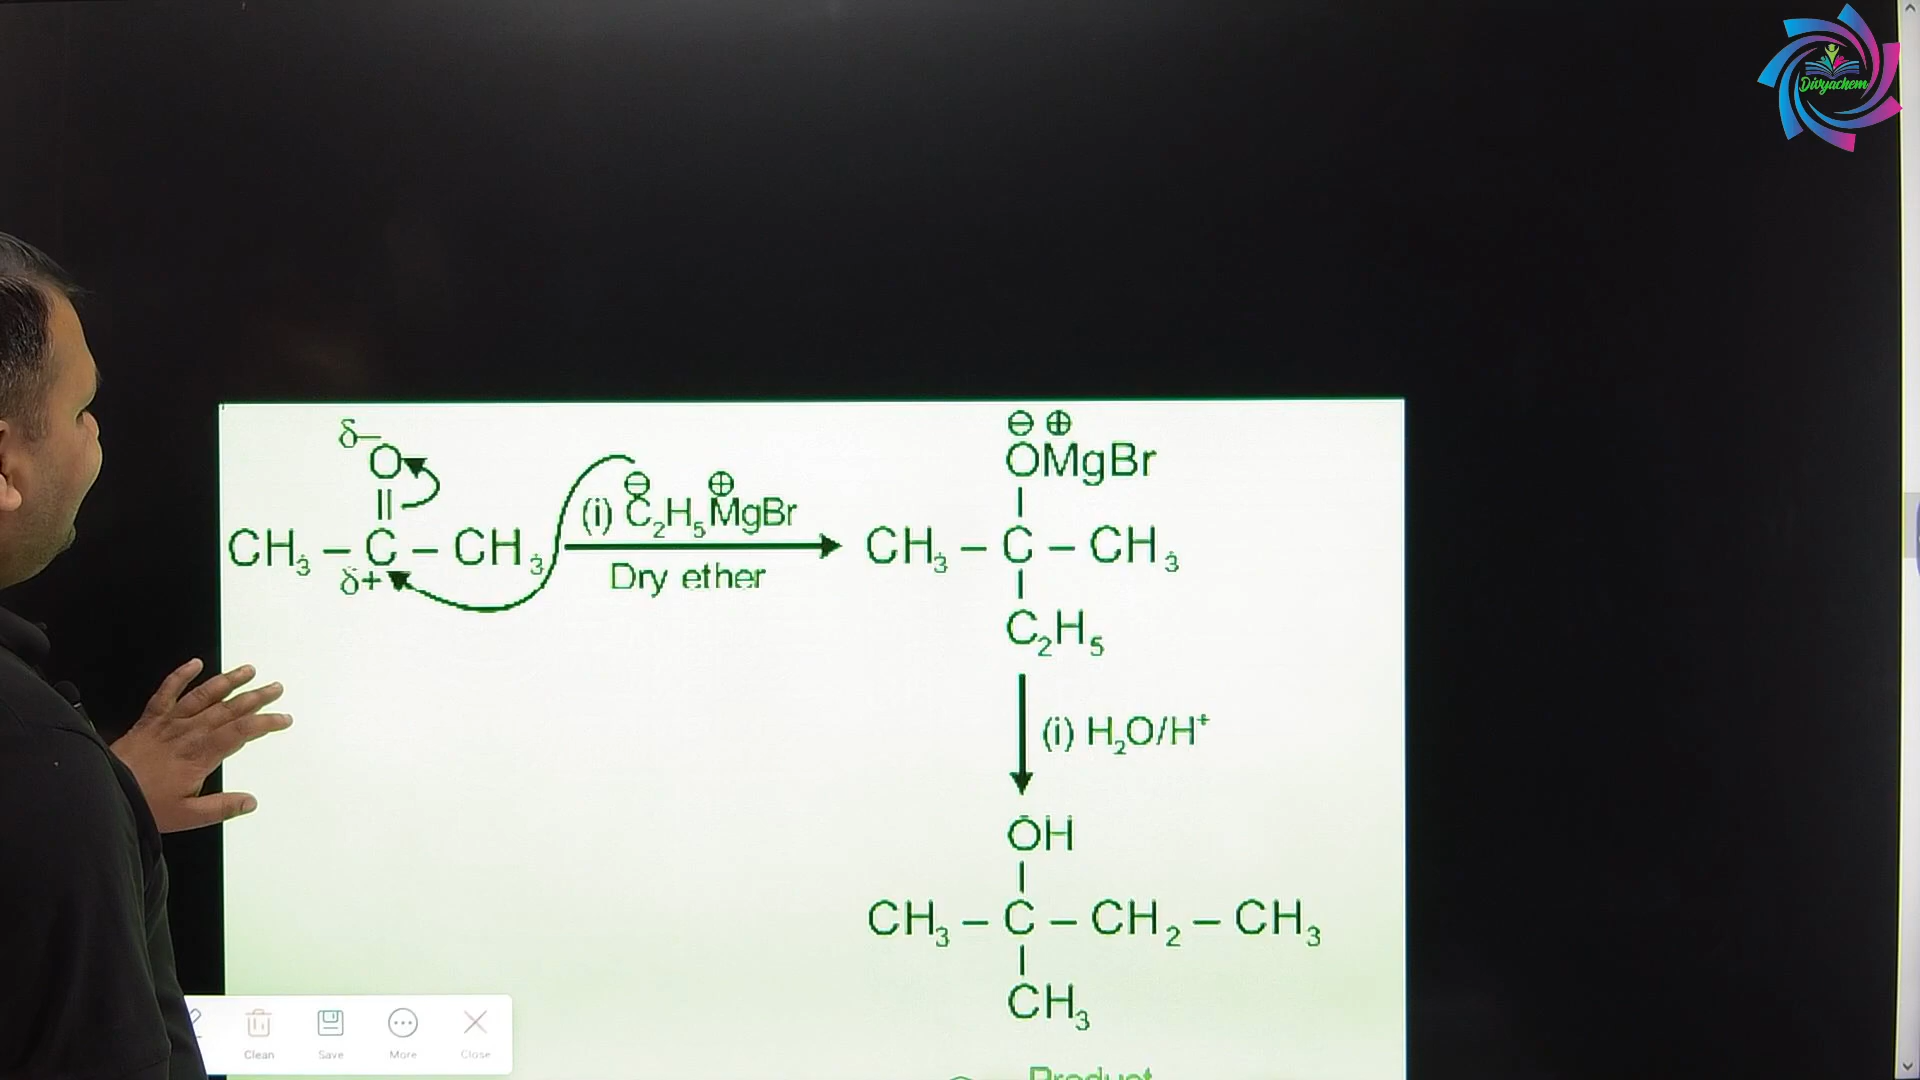 Divyachem
δ–
O
||
CH₃ – C – CH₃
δ+
⊖ ⊕
(i) C₂H₅MgBr
Dry ether
⊖ ⊕
OMgBr
|
CH₃ – C – CH₃
|
C₂H₅
(i) H₂O/H⁺
OH
|
CH₃ – C – CH₂ – CH₃
|
CH₃
Product
Clean Save More Close